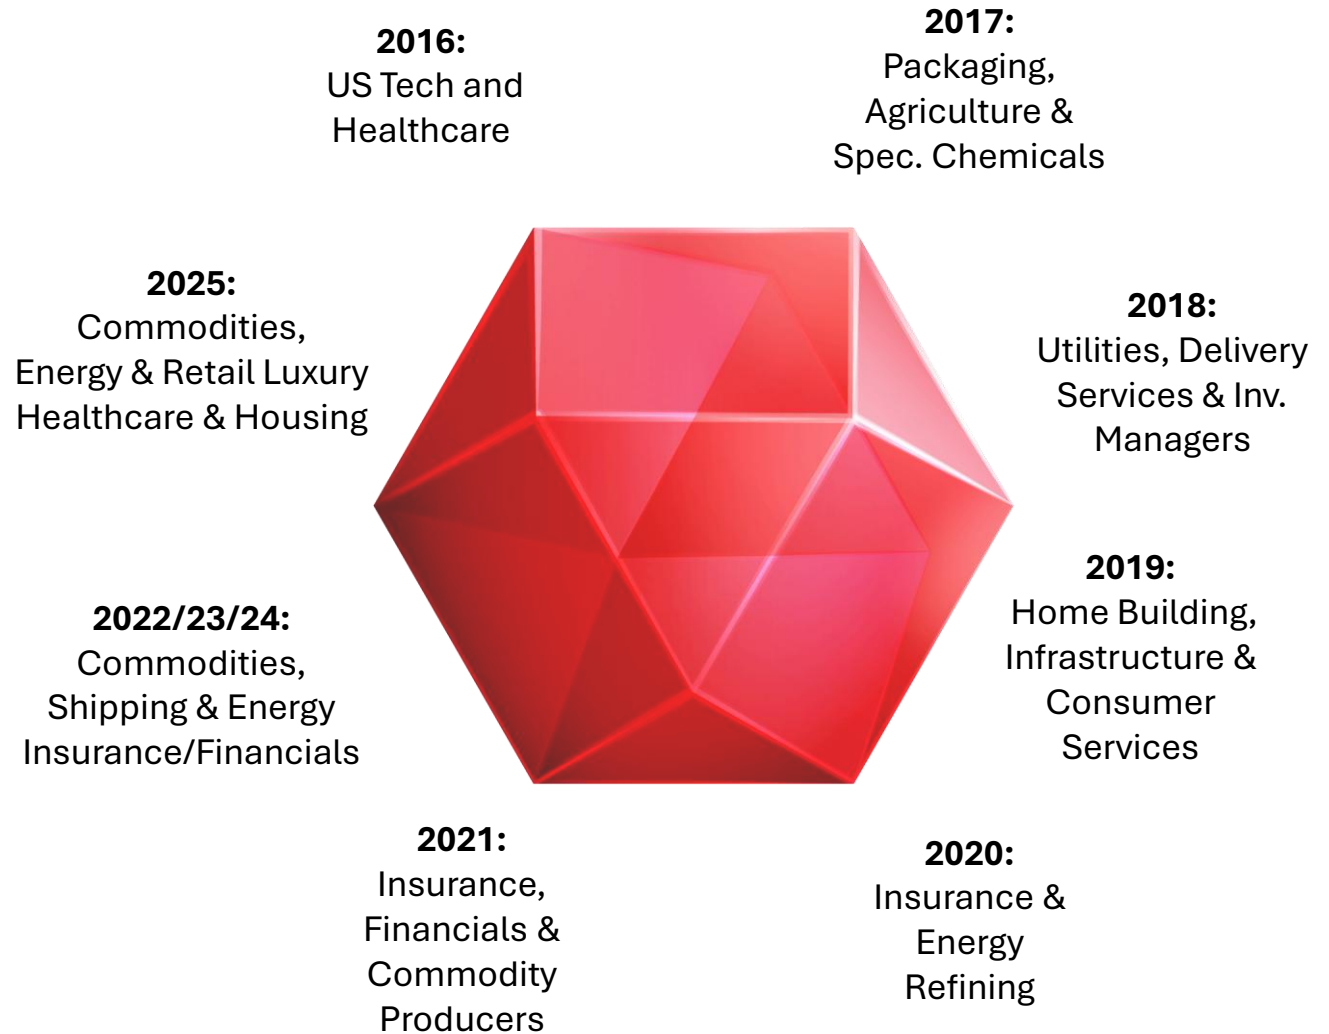 2016:
US Tech and
Healthcare
2017:
Packaging,
Agriculture &
Spec. Chemicals
2018:
Utilities, Delivery
Services & Inv.
Managers
2019:
Home Building,
Infrastructure &
Consumer
Services
2020:
Insurance &
Energy
Refining
2021:
Insurance,
Financials &
Commodity
Producers
2022/23/24:
Commodities,
Shipping & Energy
Insurance/Financials
2025:
Commodities,
Energy & Retail Luxury
Healthcare & Housing